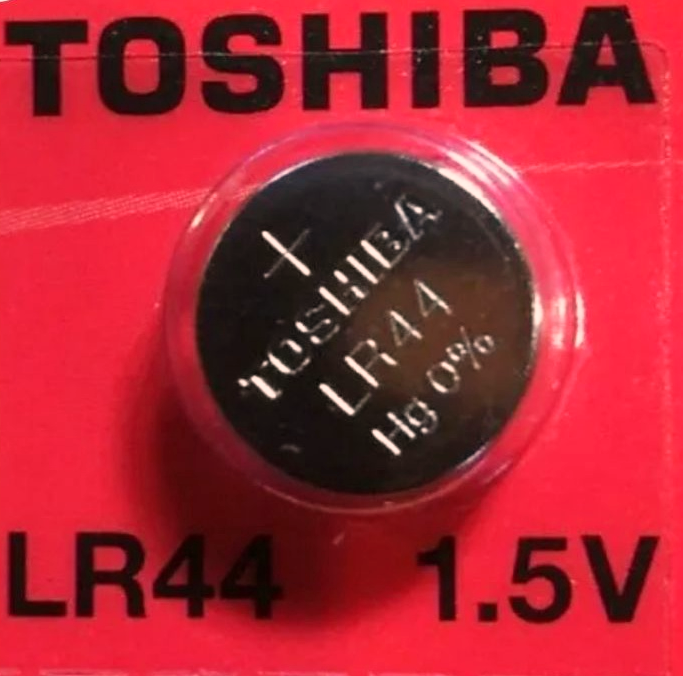 TOSHIBA
+
TOSHIBA
LR44
Hg 0%
LR44 1.5V